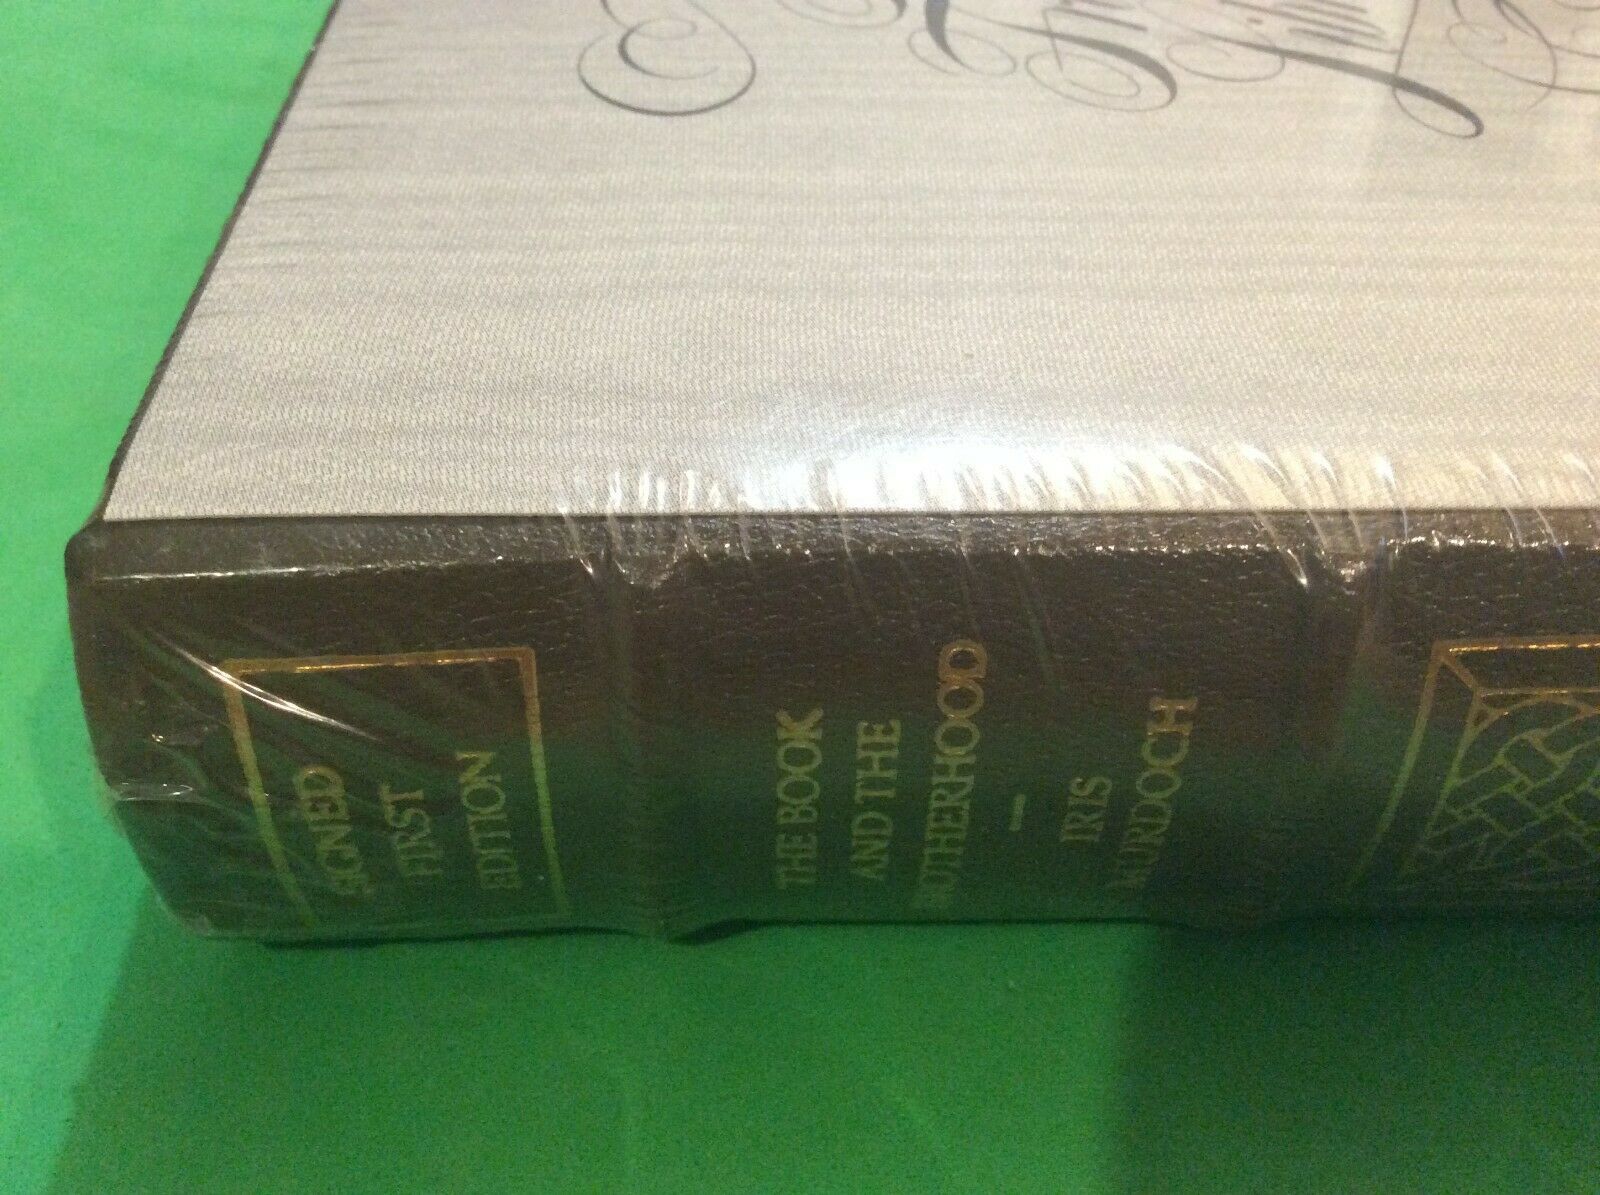 SIGNED
FIRST
EDITION
THE BOOK
AND THE
BROTHERHOOD
IRIS
MURDOCH